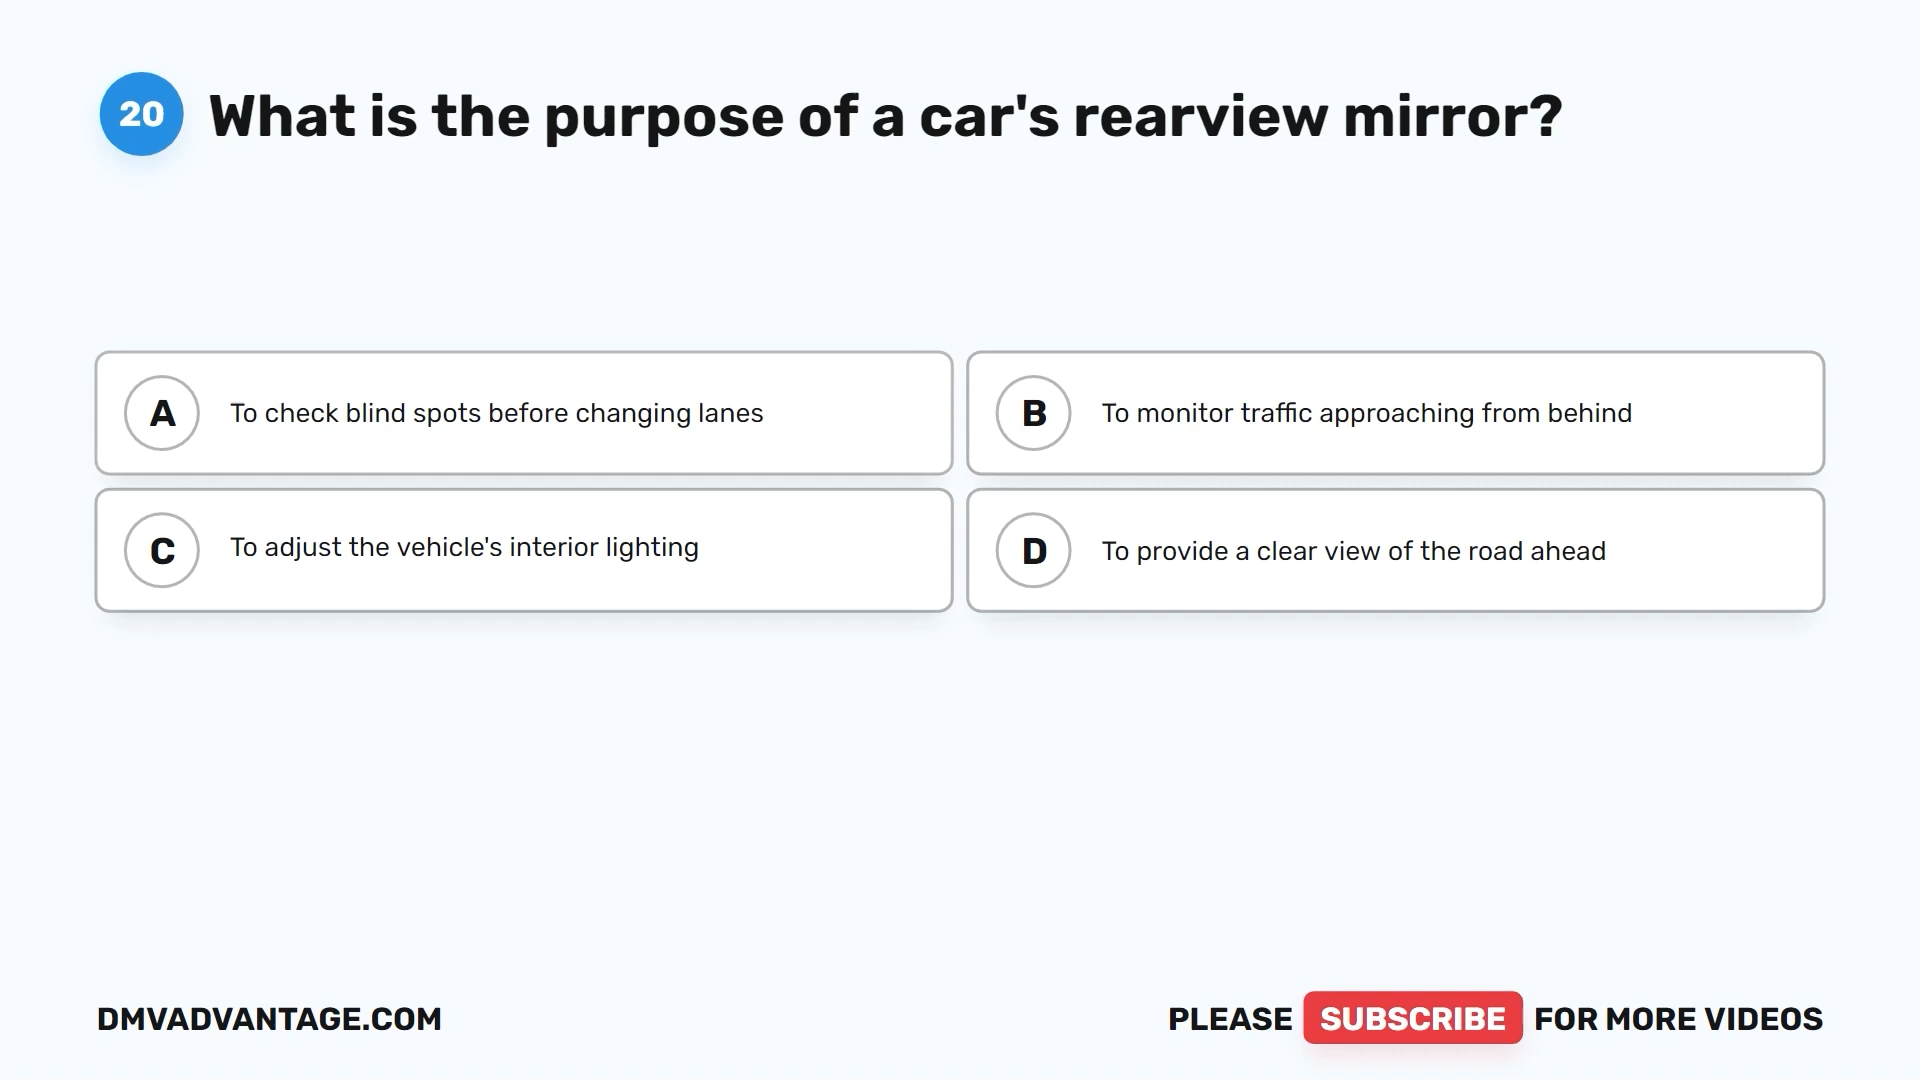 20 What is the purpose of a car's rearview mirror?
A To check blind spots before changing lanes
B To monitor traffic approaching from behind
C To adjust the vehicle's interior lighting
D To provide a clear view of the road ahead
DMVADVANTAGE.COM
PLEASE SUBSCRIBE FOR MORE VIDEOS